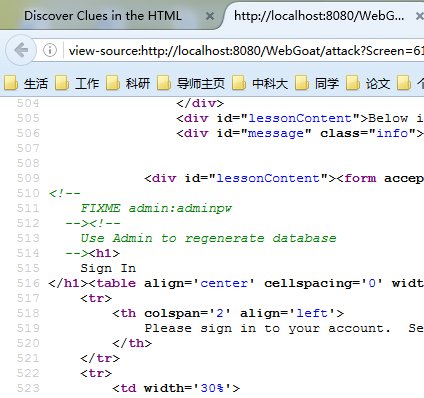 Discover Clues in the HTML
http://localhost:8080/WebG...
view-source:http://localhost:8080/WebGoat/attack?Screen=61
生活 工作 科研 导师主页 中科大 同学 论文
504 </div>
505 <div id="lessonContent">Below i
506 <div id="message" class="info">
507
508
509 <div id="lessonContent"><form accep
510 <!--
511 FIXME admin:adminpw
512 --><!--
513 Use Admin to regenerate database
514 --><h1>
515 Sign In
516 </h1><table align='center' cellspacing='0' widt
517 <tr>
518 <th colspan='2' align='left'>
519 Please sign in to your account. Se
520 </th>
521 </tr>
522 <tr>
523 <td width='30%'>